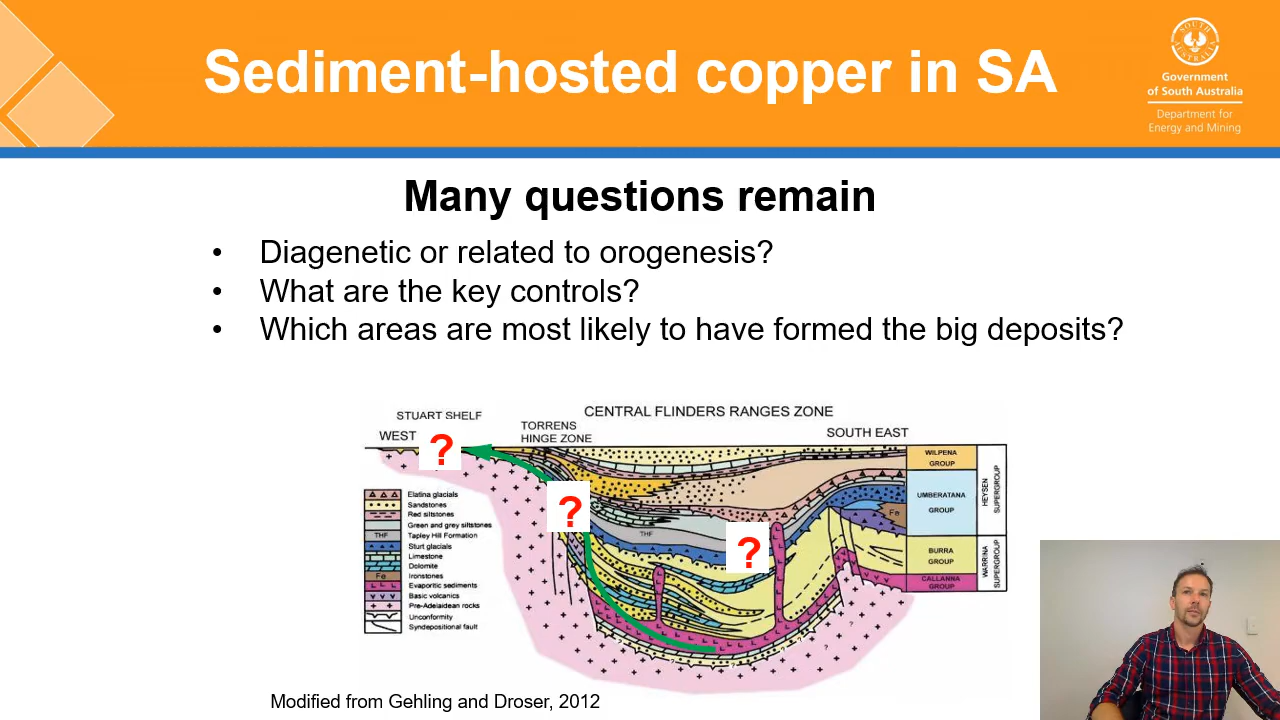 Sediment-hosted copper in SA
SOUTH
AUSTRALIA
Government
of South Australia
Department for
Energy and Mining
Many questions remain
• Diagenetic or related to orogenesis?
• What are the key controls?
• Which areas are most likely to have formed the big deposits?
STUART SHELF
CENTRAL FLINDERS RANGES ZONE
WEST
TORRENS
HINGE ZONE
SOUTH EAST
?
?
?
WILPENA
GROUP
UMBERATANA
GROUP
BURRA
GROUP
CALLANNA
GROUP
HEYSEN
SUPERGROUP
WARRINA
SUPERGROUP
Fe
THF
Elatina glacials
Sandstones
Red siltstones
Green and grey siltstones
THF Tapley Hill Formation
Sturt glacials
Limestone
Dolomite
Fe Ironstones
Evaporitic sediments
Basic volcanics
Pre-Adelaidean rocks
Unconformity
Syndepositional fault
? ? ? ? ? ?
Modified from Gehling and Droser, 2012